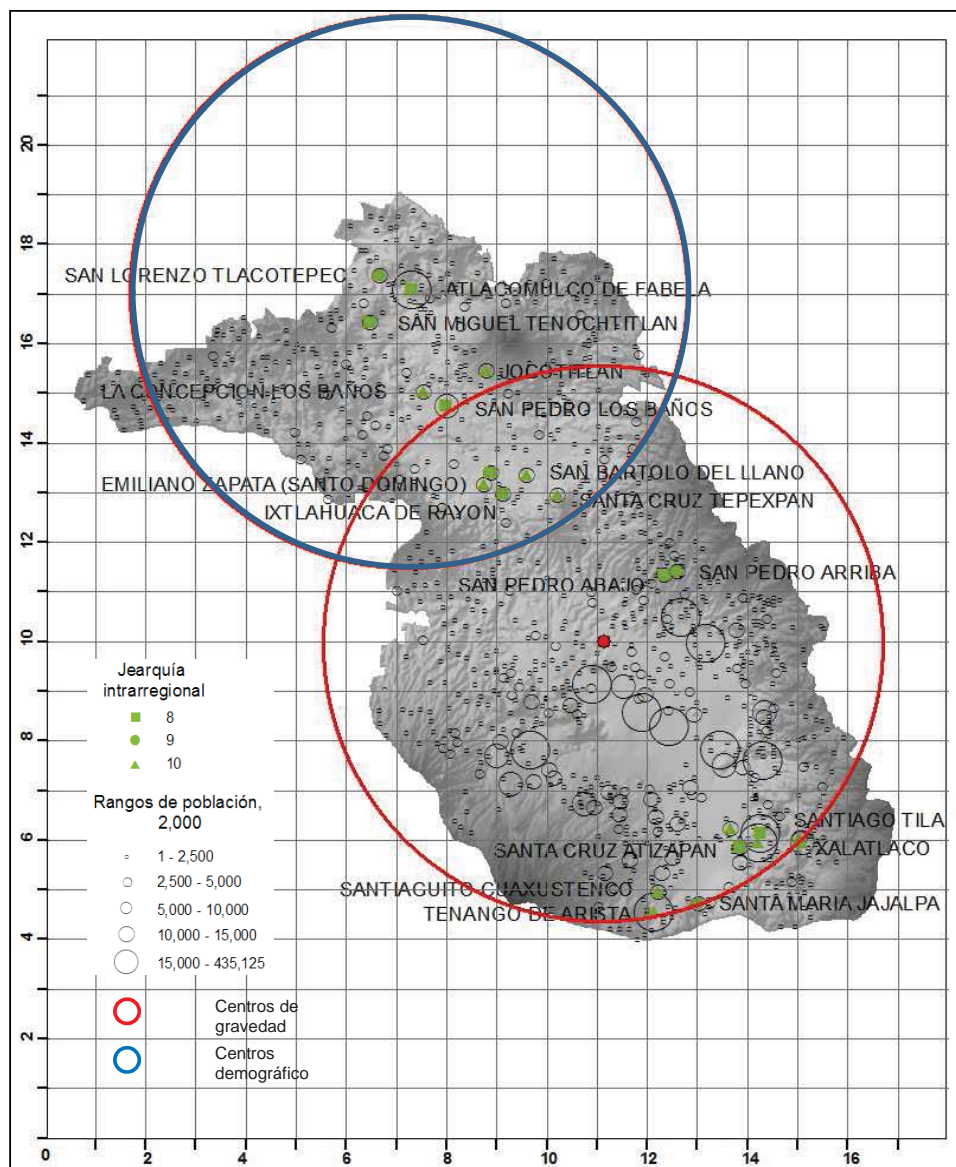 20
18
SAN LORENZO TLACOTEPEC
ATLACOMULCO DE FABELA
SAN MIGUEL TENOCHTITLAN
16
JOCOTITLAN
LA CONCEPCION LOS BAÑOS
SAN PEDRO LOS BAÑOS
14
SAN BARTOLO DEL LLANO
EMILIANO ZAPATA (SANTO DOMINGO)
SANTA CRUZ TEPEXPAN
IXTLAHUACA DE RAYON
12
SAN PEDRO ARRIBA
SAN PEDRO ABAJO
10
Jearquía
intrarregional
8
9
10
8
Rangos de población,
2,000
1 - 2,500
2,500 - 5,000
5,000 - 10,000
10,000 - 15,000
15,000 - 435,125
6
SANTIAGO TILA
SANTA CRUZ ATIZAPAN
XALATLACO
SANTIAGUITO CUAXUSTENCO
SANTA MARIA JAJALPA
TENANGO DE ARISTA
4
Centros de
gravedad
Centros
demográfico
2
0
2
4
6
8
10
12
14
16